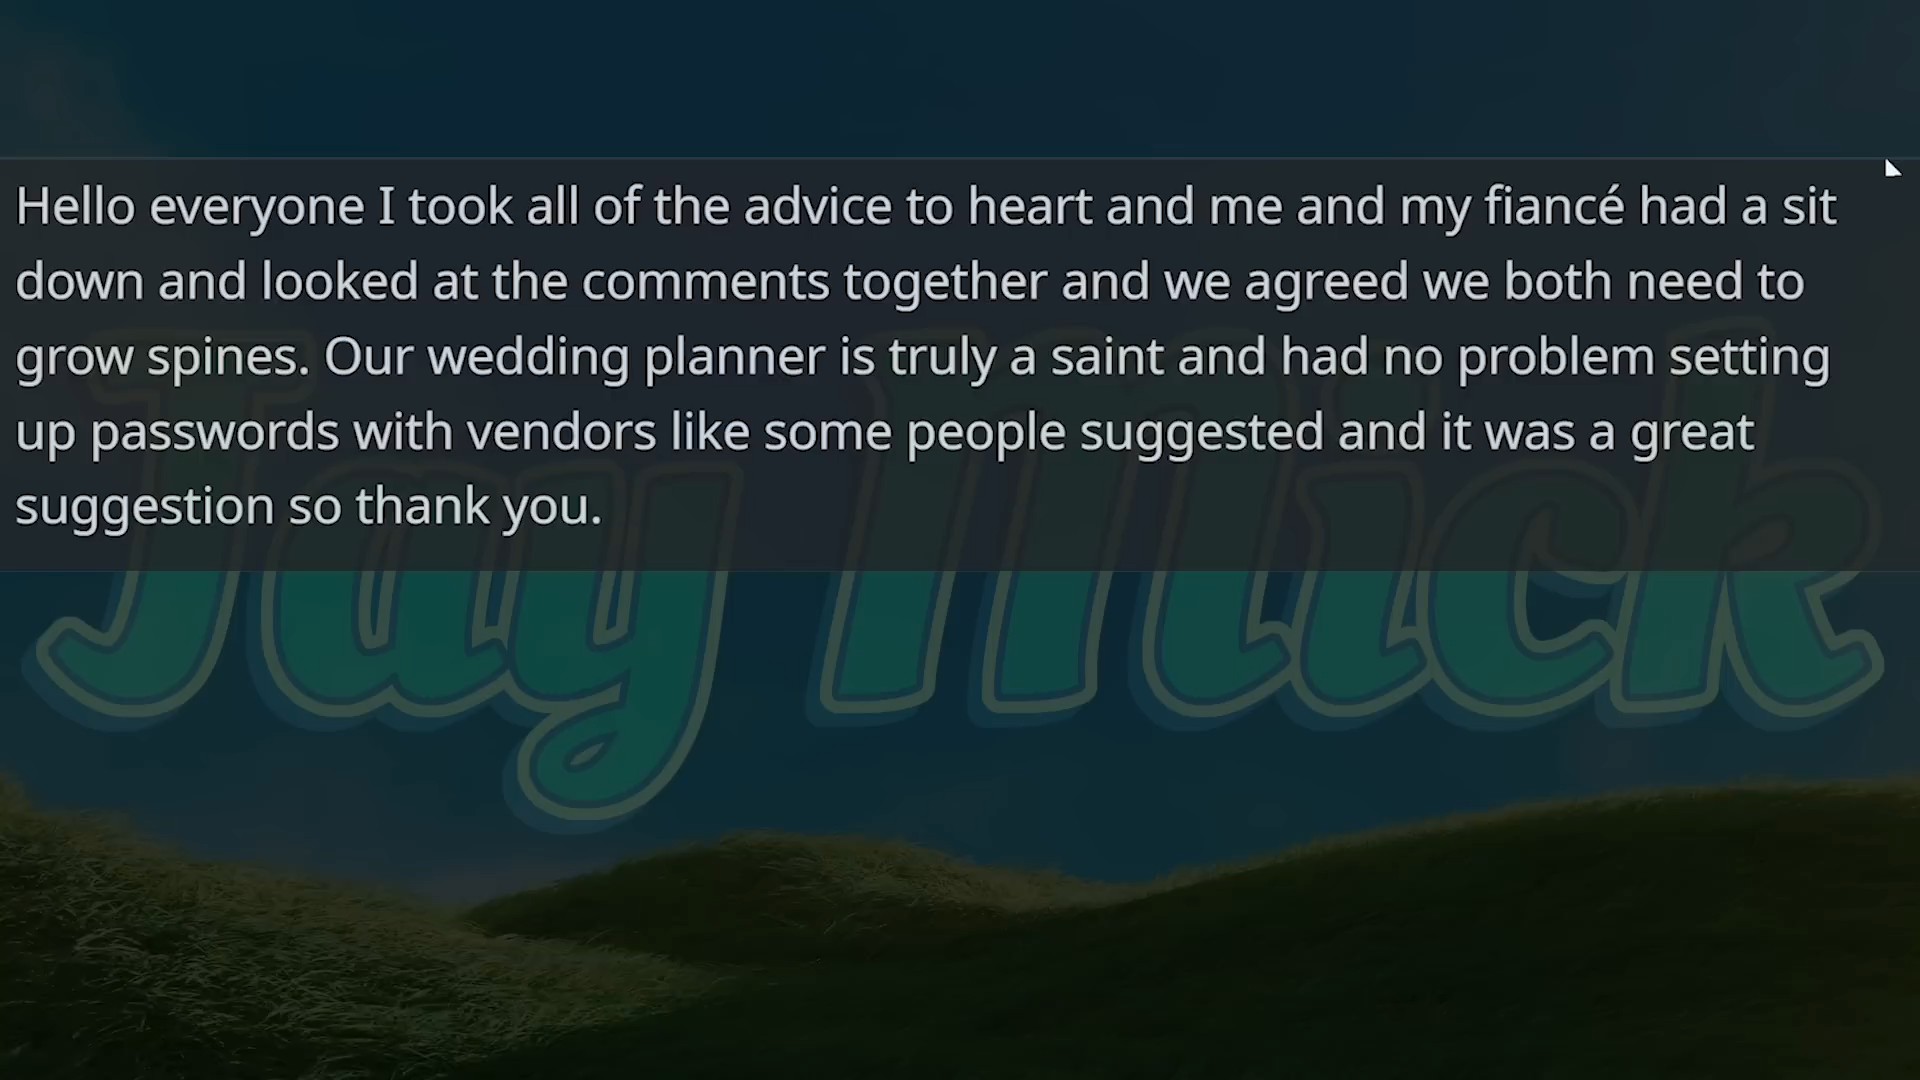 Hello everyone I took all of the advice to heart and me and my fiancé had a sit
down and looked at the comments together and we agreed we both need to
grow spines. Our wedding planner is truly a saint and had no problem setting
up passwords with vendors like some people suggested and it was a great
suggestion so thank you.
Jay Mick